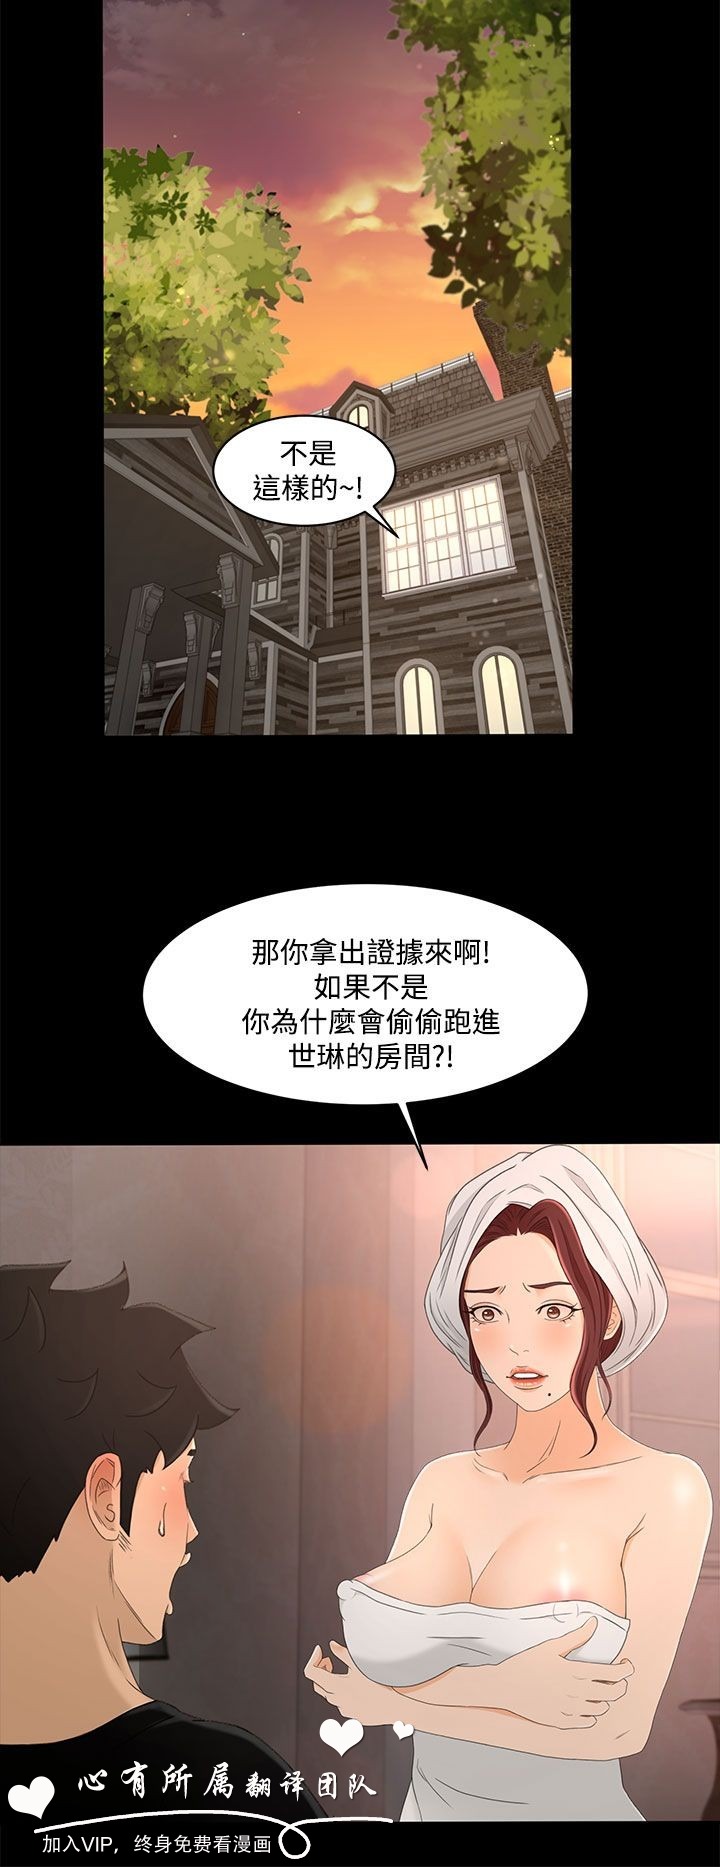 不是
這樣的~!
那你拿出證據來啊!
如果不是
你為什麼會偷偷跑進
世琳的房間?!
心有所属翻译团队
加入VIP，终身免费看漫画